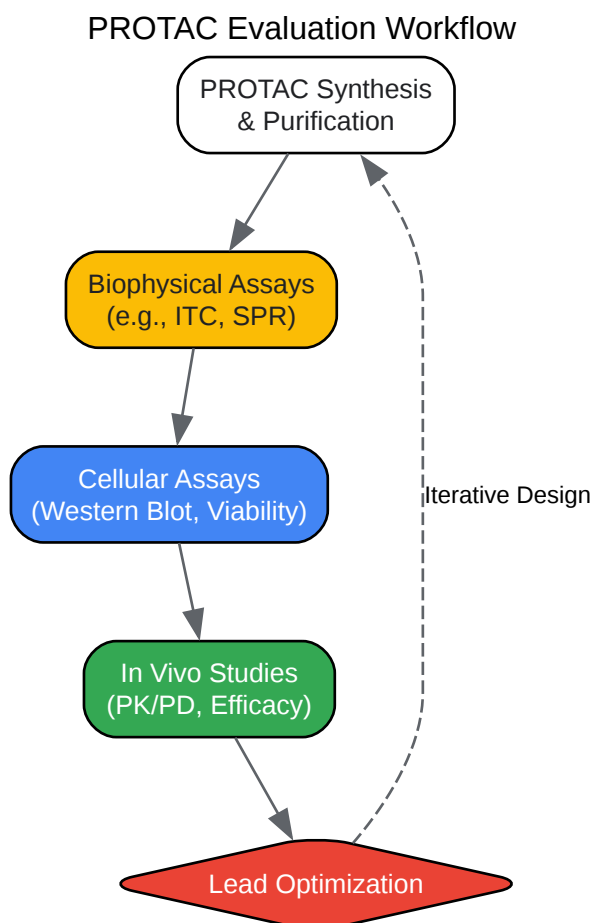 PROTAC Evaluation Workflow
PROTAC Synthesis
& Purification
Biophysical Assays
(e.g., ITC, SPR)
Cellular Assays
(Western Blot, Viability)
Iterative Design
In Vivo Studies
(PK/PD, Efficacy)
Lead Optimization